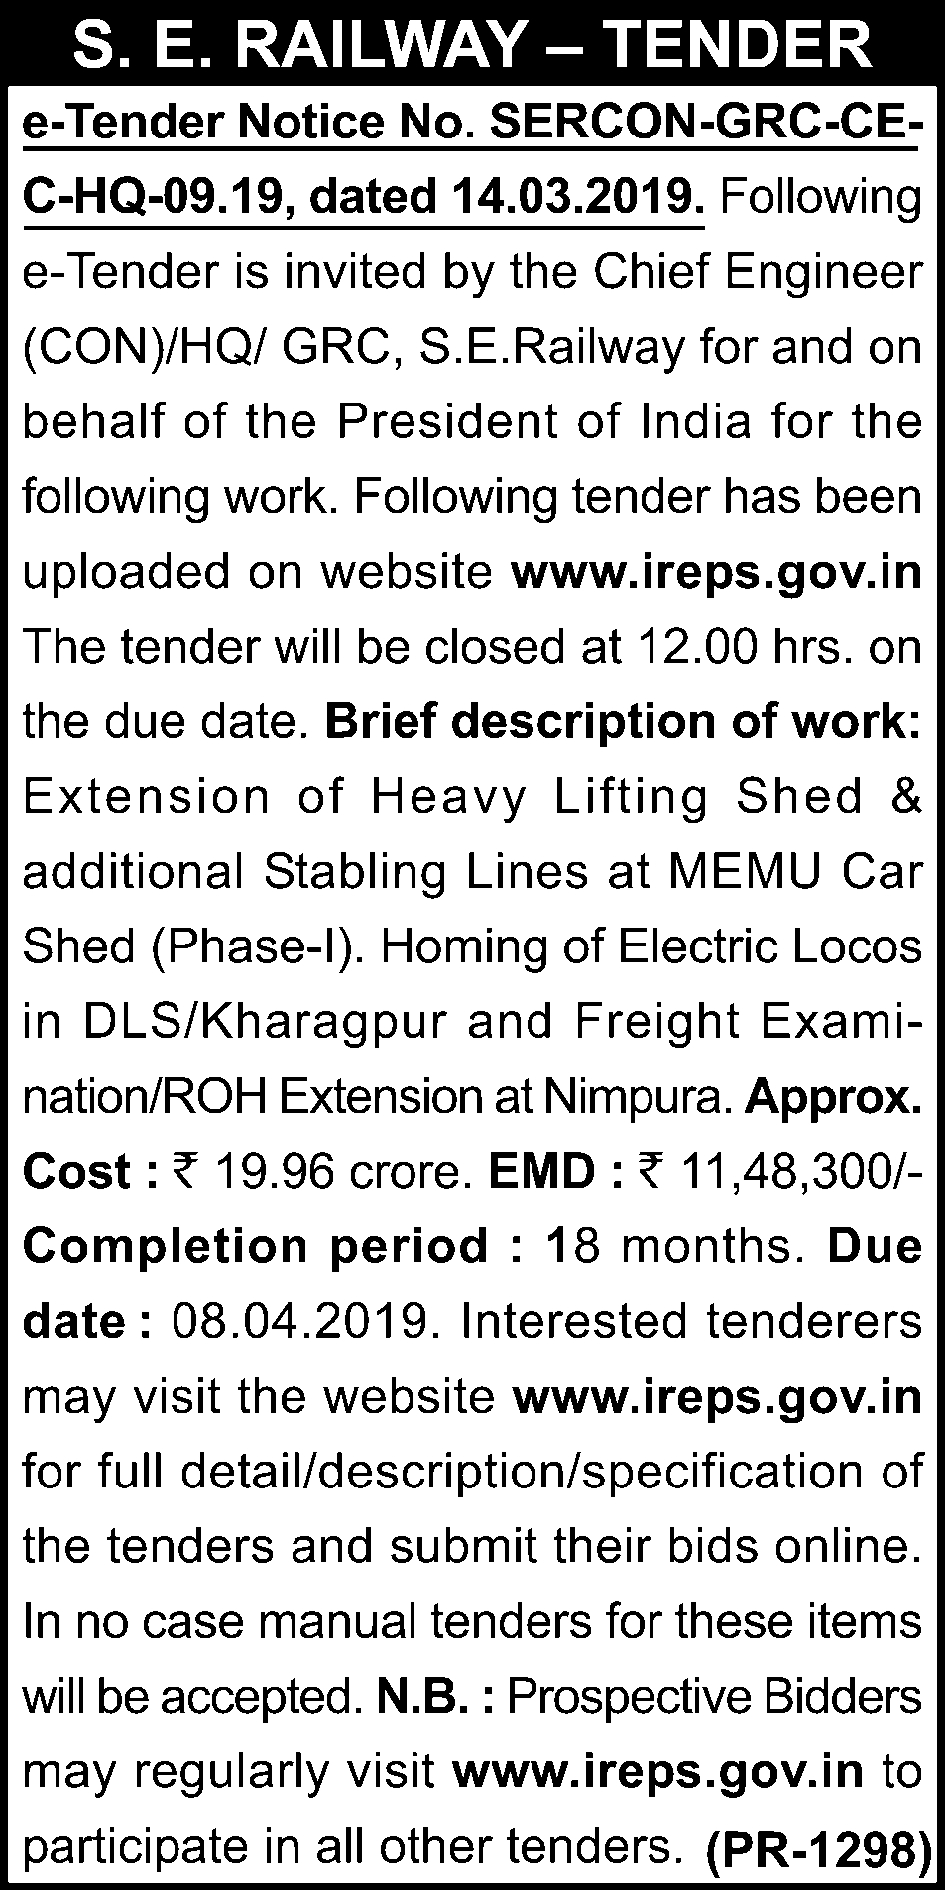 S. E. RAILWAY – TENDER
e-Tender Notice No. SERCON-GRC-CE-
C-HQ-09.19, dated 14.03.2019. Following
e-Tender is invited by the Chief Engineer
(CON)/HQ/ GRC, S.E.Railway for and on
behalf of the President of India for the
following work. Following tender has been
uploaded on website www.ireps.gov.in
The tender will be closed at 12.00 hrs. on
the due date. Brief description of work:
Extension of Heavy Lifting Shed &
additional Stabling Lines at MEMU Car
Shed (Phase-I). Homing of Electric Locos
in DLS/Kharagpur and Freight Exami-
nation/ROH Extension at Nimpura. Approx.
Cost : ₹ 19.96 crore. EMD : ₹ 11,48,300/-
Completion period : 18 months. Due
date : 08.04.2019. Interested tenderers
may visit the website www.ireps.gov.in
for full detail/description/specification of
the tenders and submit their bids online.
In no case manual tenders for these items
will be accepted. N.B. : Prospective Bidders
may regularly visit www.ireps.gov.in to
participate in all other tenders. (PR-1298)